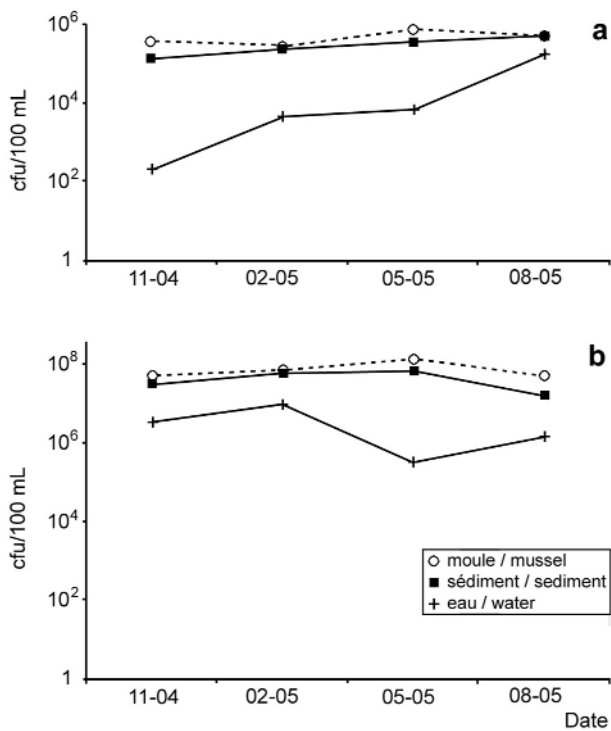 a
10⁶
10⁴
10²
1
cfu/100 mL
11-04 02-05 05-05 08-05
b
10⁸
10⁶
10⁴
10²
1
cfu/100 mL
moule / mussel
sédiment / sediment
eau / water
11-04 02-05 05-05 08-05
Date